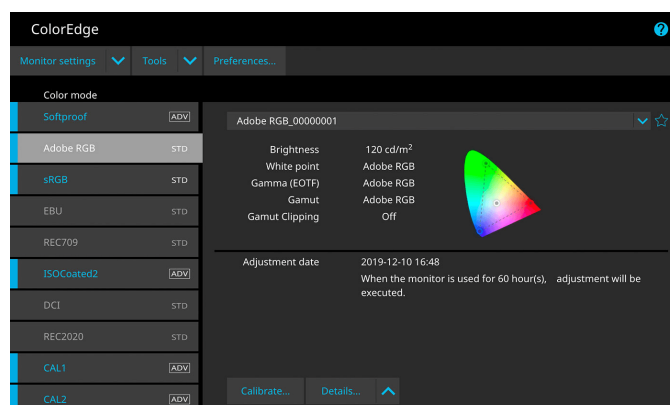 ColorEdge
?
Monitor settings Tools Preferences...
Color mode
Softproof ADV
Adobe RGB STD
sRGB STD
EBU STD
REC709 STD
ISOCoated2 ADV
DCI STD
REC2020 STD
CAL1 ADV
CAL2 ADV
Adobe RGB_00000001
Brightness 120 cd/m²
White point Adobe RGB
Gamma (EOTF) Adobe RGB
Gamut Adobe RGB
Gamut Clipping Off
Adjustment date 2019-12-10 16:48
When the monitor is used for 60 hour(s), adjustment will be
executed.
Calibrate... Details...